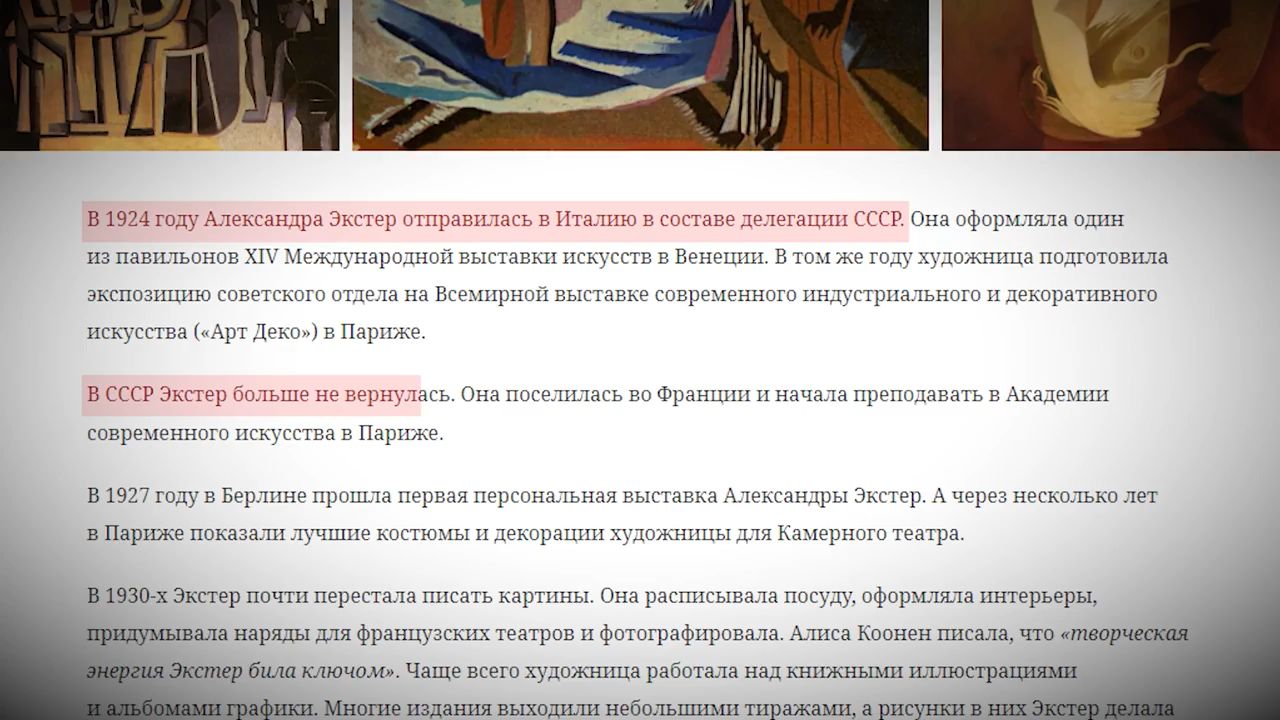 В 1924 году Александра Экстер отправилась в Италию в составе делегации СССР. Она оформляла один
из павильонов XIV Международной выставки искусств в Венеции. В том же году художница подготовила
экспозицию советского отдела на Всемирной выставке современного индустриального и декоративного
искусства («Арт Деко») в Париже.
В СССР Экстер больше не вернулась. Она поселилась во Франции и начала преподавать в Академии
современного искусства в Париже.
В 1927 году в Берлине прошла первая персональная выставка Александры Экстер. А через несколько лет
в Париже показали лучшие костюмы и декорации художницы для Камерного театра.
В 1930-х Экстер почти перестала писать картины. Она расписывала посуду, оформляла интерьеры,
придумывала наряды для французских театров и фотографировала. Алиса Коонен писала, что «творческая
энергия Экстер била ключом». Чаще всего художница работала над книжными иллюстрациями
и альбомами графики. Многие издания выходили небольшими тиражами, а рисунки в них Экстер делала